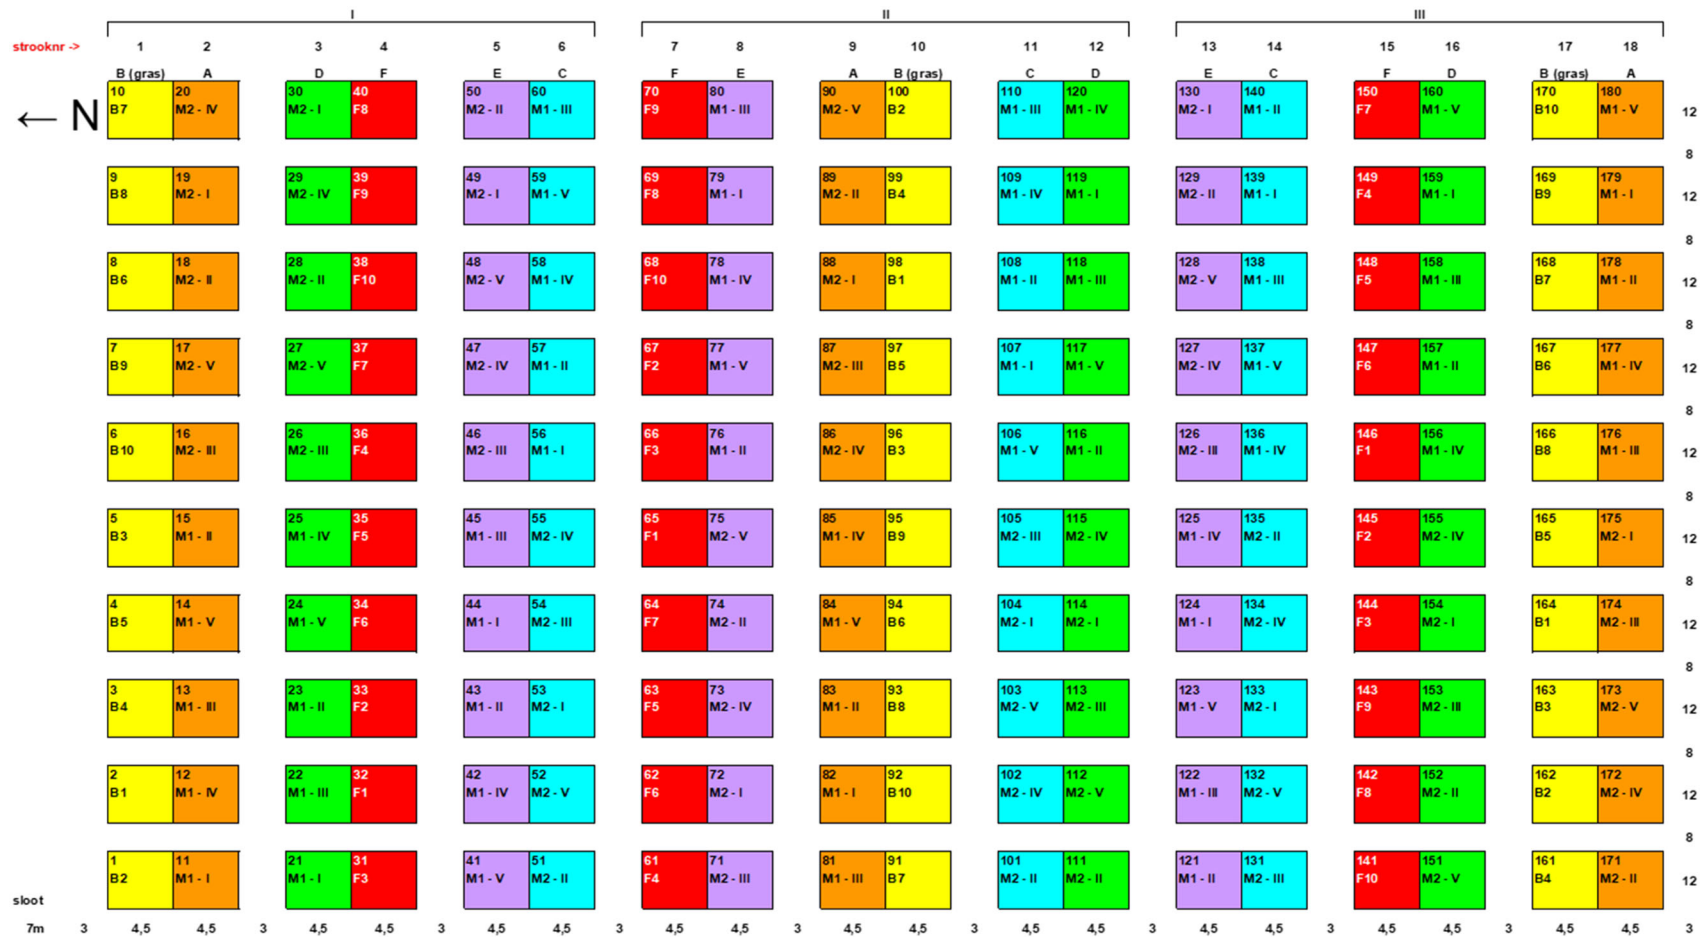 I II III
strooknr -> 1 2 3 4 5 6 7 8 9 10 11 12 13 14 15 16 17 18
B (gras) A D F E C F E A B (gras) C D E C F D B (gras) A
← N
10 20 30 40 50 60 70 80 90 100 110 120 130 140 150 160 170 180
B7 M2 - IV M2 - I F8 M2 - II M1 - III F9 M1 - III M2 - V B2 M1 - III M1 - IV M2 - I M1 - II F7 M1 - V B10 M1 - V
12
8
9 19 29 39 49 59 69 79 89 99 109 119 129 139 149 159 169 179
B8 M2 - I M2 - IV F9 M2 - I M1 - V F8 M1 - I M2 - II B4 M1 - IV M1 - I M2 - II M1 - I F4 M1 - I B9 M1 - I
12
8
8 18 28 38 48 58 68 78 88 98 108 118 128 138 148 158 168 178
B6 M2 - II M2 - II F10 M2 - V M1 - IV F10 M1 - IV M2 - I B1 M1 - II M1 - III M2 - V M1 - III F5 M1 - III B7 M1 - II
12
8
7 17 27 37 47 57 67 77 87 97 107 117 127 137 147 157 167 177
B9 M2 - V M2 - V F7 M2 - IV M1 - II F2 M1 - V M2 - III B5 M1 - I M1 - V M2 - IV M1 - V F6 M1 - II B6 M1 - IV
12
8
6 16 26 36 46 56 66 76 86 96 106 116 126 136 146 156 166 176
B10 M2 - III M2 - III F4 M2 - III M1 - I F3 M1 - II M2 - IV B3 M1 - V M1 - II M2 - III M1 - IV F1 M1 - IV B8 M1 - III
12
8
5 15 25 35 45 55 65 75 85 95 105 115 125 135 145 155 165 175
B3 M1 - II M1 - IV F5 M1 - III M2 - IV F1 M2 - V M1 - IV B9 M2 - III M2 - IV M1 - IV M2 - II F2 M2 - IV B5 M2 - I
12
8
4 14 24 34 44 54 64 74 84 94 104 114 124 134 144 154 164 174
B5 M1 - V M1 - V F6 M1 - I M2 - III F7 M2 - II M1 - V B6 M2 - I M2 - I M1 - I M2 - IV F3 M2 - I B1 M2 - III
12
8
3 13 23 33 43 53 63 73 83 93 103 113 123 133 143 153 163 173
B4 M1 - III M1 - II F2 M1 - II M2 - I F5 M2 - IV M1 - II B8 M2 - V M2 - III M1 - V M2 - I F9 M2 - III B3 M2 - V
12
8
2 12 22 32 42 52 62 72 82 92 102 112 122 132 142 152 162 172
B1 M1 - IV M1 - III F1 M1 - IV M2 - V F6 M2 - I M1 - I B10 M2 - IV M2 - V M1 - III M2 - V F8 M2 - II B2 M2 - IV
12
8
1 11 21 31 41 51 61 71 81 91 101 111 121 131 141 151 161 171
B2 M1 - I M1 - I F3 M1 - V M2 - II F4 M2 - III M1 - III B7 M2 - II M2 - II M1 - II M2 - III F10 M2 - V B4 M2 - II
12
sloot
7m 3 4,5 4,5 3 4,5 4,5 3 4,5 4,5 3 4,5 4,5 3 4,5 4,5 3 4,5 4,5 3 4,5 4,5 3 4,5 4,5 3 4,5 4,5 3